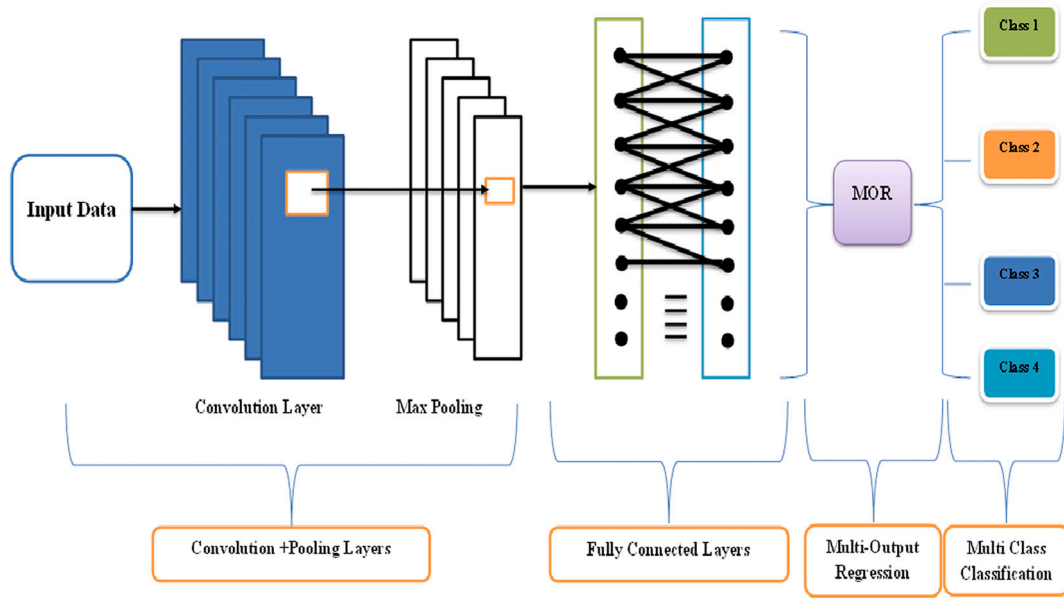 Input Data
Convolution Layer
Max Pooling
MOR
Class 1
Class 2
Class 3
Class 4
Convolution +Pooling Layers
Fully Connected Layers
Multi-Output
Regression
Multi Class
Classification